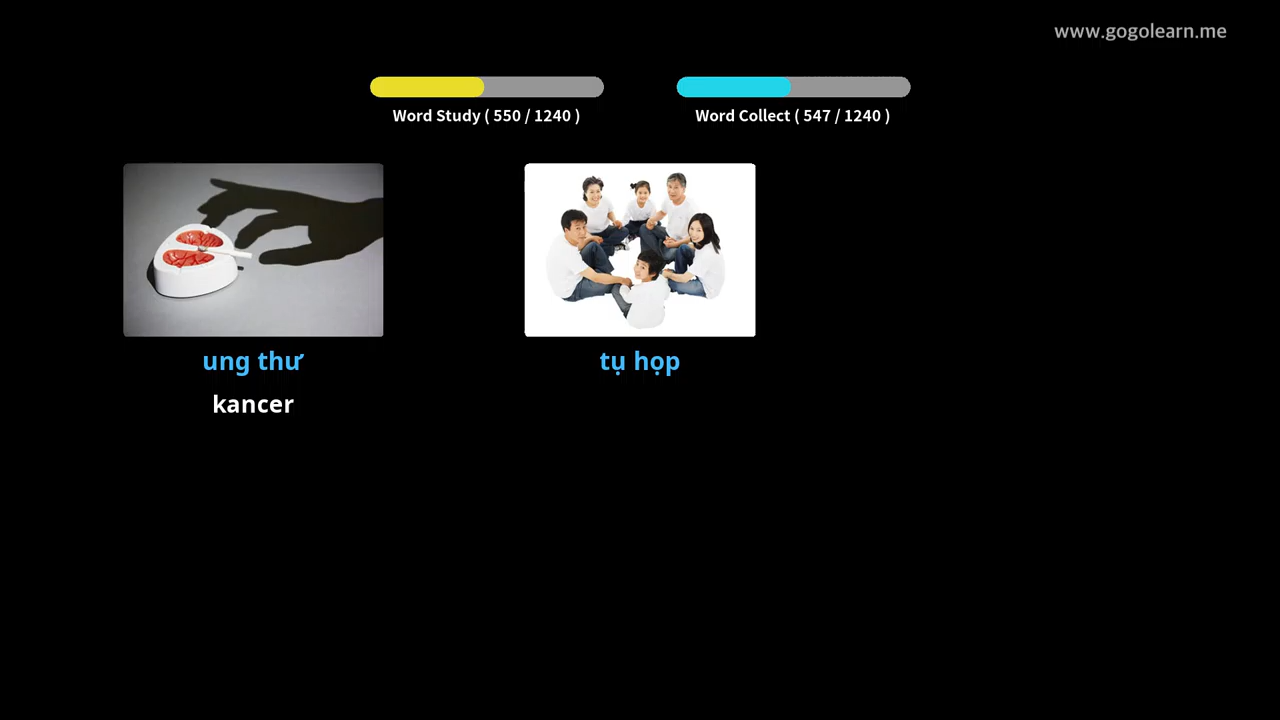 www.gogolearn.me
Word Study ( 550 / 1240 )
Word Collect ( 547 / 1240 )
ung thư
tụ họp
kancer